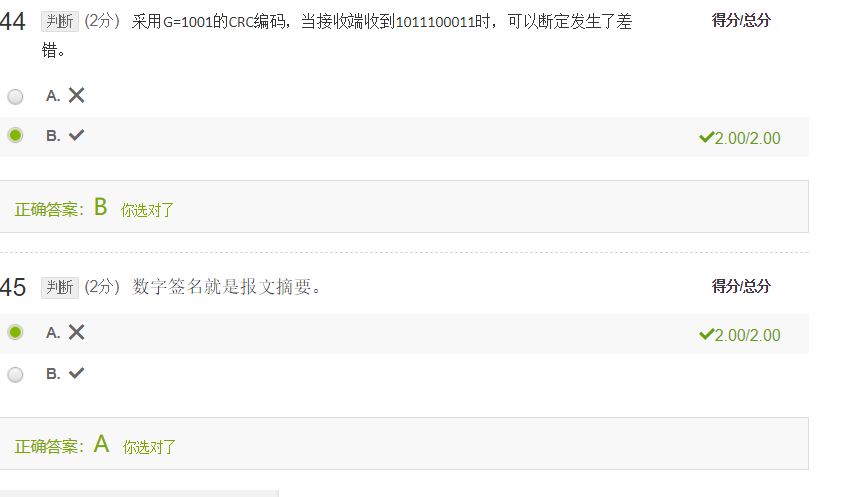 44 判断 (2分) 采用G=1001的CRC编码，当接收端收到1011100011时，可以断定发生了差 得分/总分
错。
A.
B. 2.00/2.00
正确答案：B 你选对了
45 判断 (2分) 数字签名就是报文摘要。 得分/总分
A. 2.00/2.00
B.
正确答案：A 你选对了